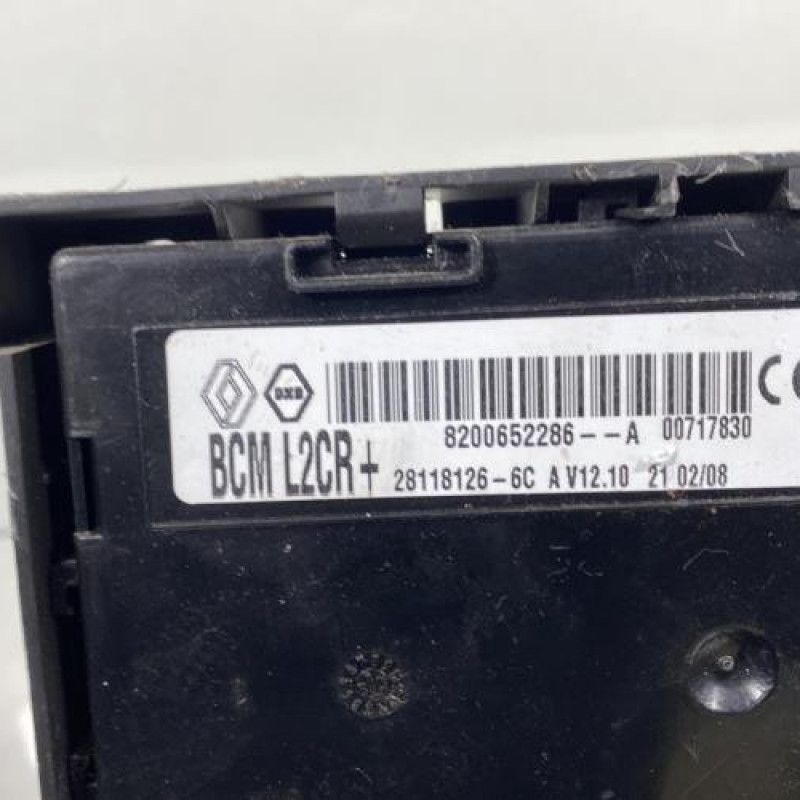 8200652286--A 00717830
BCM L2CR+ 28118126-6C A V12.10 21 02/08